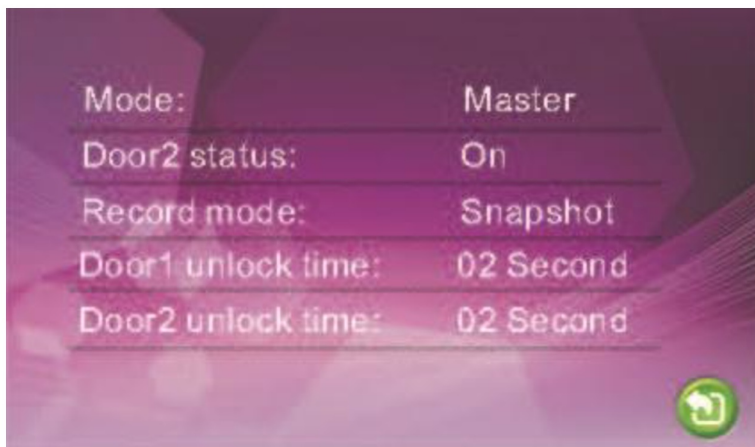 Mode: Master
Door2 status: On
Record mode: Snapshot
Door1 unlock time: 02 Second
Door2 unlock time: 02 Second